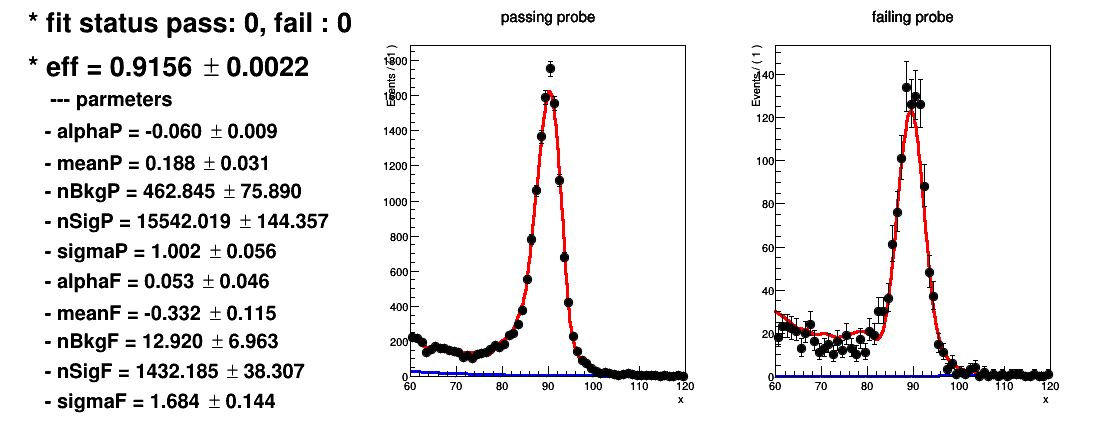 * fit status pass: 0, fail : 0
* eff = 0.9156 ± 0.0022
--- parmeters
- alphaP = -0.060 ± 0.009
- meanP = 0.188 ± 0.031
- nBkgP = 462.845 ± 75.890
- nSigP = 15542.019 ± 144.357
- sigmaP = 1.002 ± 0.056
- alphaF = 0.053 ± 0.046
- meanF = -0.332 ± 0.115
- nBkgF = 12.920 ± 6.963
- nSigF = 1432.185 ± 38.307
- sigmaF = 1.684 ± 0.144
passing probe
Events / ( 1 )
1800
1600
1400
1200
1000
800
600
400
200
0
60 70 80 90 100 110 120
x
failing probe
Events / ( 1 )
140
120
100
80
60
40
20
0
60 70 80 90 100 110 120
x